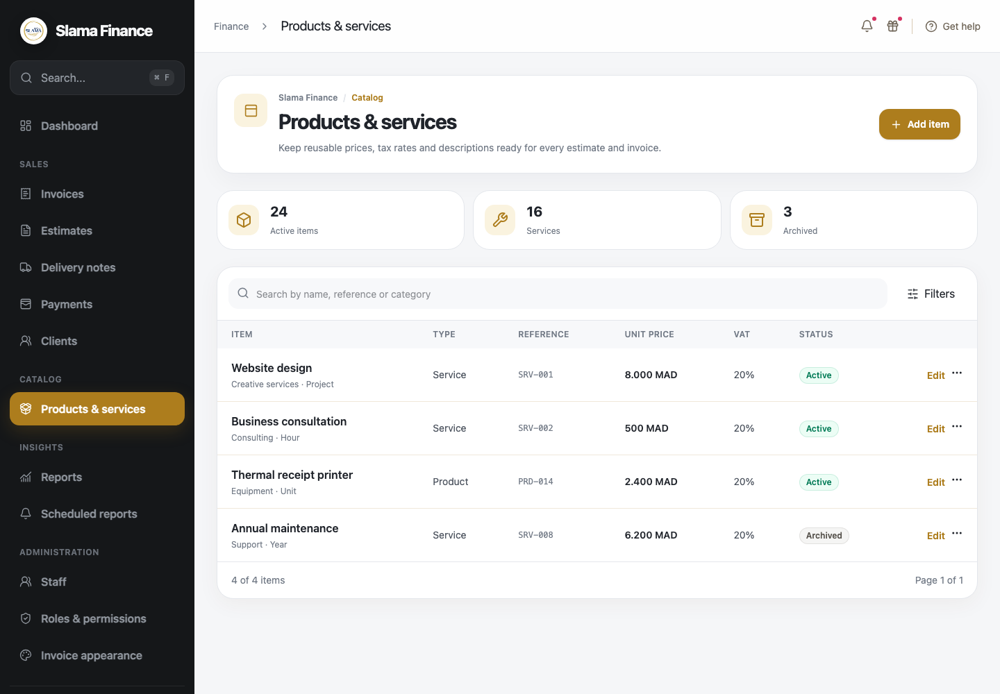 SLAMA
Slama Finance
Search...
⌘ F
Dashboard
SALES
Invoices
Estimates
Delivery notes
Payments
Clients
CATALOG
Products & services
INSIGHTS
Reports
Scheduled reports
ADMINISTRATION
Staff
Roles & permissions
Invoice appearance
Finance > Products & services
Get help
Slama Finance / Catalog
Products & services
Keep reusable prices, tax rates and descriptions ready for every estimate and invoice.
+ Add item
24
Active items
16
Services
3
Archived
Search by name, reference or category
Filters
ITEM TYPE REFERENCE UNIT PRICE VAT STATUS
Website design
Creative services · Project
Service SRV-001 8.000 MAD 20% Active Edit ···
Business consultation
Consulting · Hour
Service SRV-002 500 MAD 20% Active Edit ···
Thermal receipt printer
Equipment · Unit
Product PRD-014 2.400 MAD 20% Active Edit ···
Annual maintenance
Support · Year
Service SRV-008 6.200 MAD 20% Archived Edit ···
4 of 4 items
Page 1 of 1